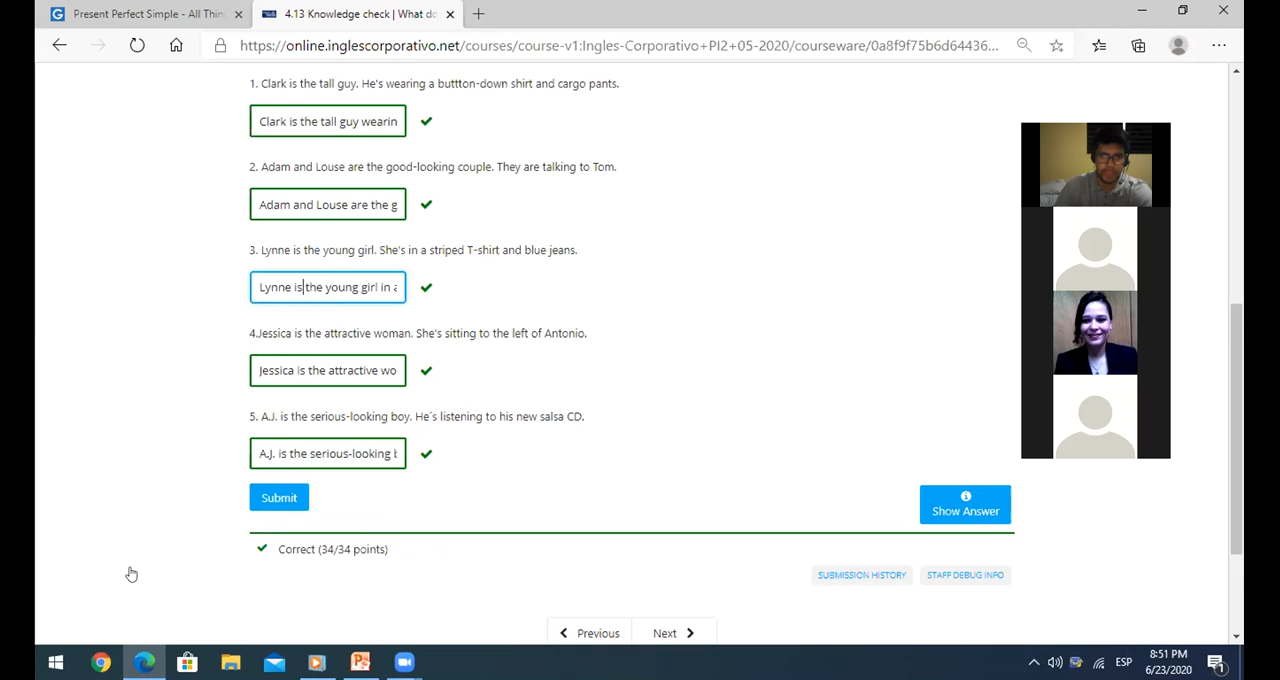 Present Perfect Simple - All Thin
4.13 Knowledge check | What do
https://online.inglescorporativo.net/courses/course-v1:Ingles-Corporativo+PI2+05-2020/courseware/0a8f9f75b6d64436...
1. Clark is the tall guy. He's wearing a buttton-down shirt and cargo pants.
Clark is the tall guy wearin
2. Adam and Louse are the good-looking couple. They are talking to Tom.
Adam and Louse are the g
3. Lynne is the young girl. She's in a striped T-shirt and blue jeans.
Lynne is the young girl in a
4.Jessica is the attractive woman. She's sitting to the left of Antonio.
Jessica is the attractive wo
5. A.J. is the serious-looking boy. He´s listening to his new salsa CD.
A.J. is the serious-looking b
Submit
Show Answer
Correct (34/34 points)
SUBMISSION HISTORY
STAFF DEBUG INFO
Previous
Next
ESP
8:51 PM
6/23/2020
1